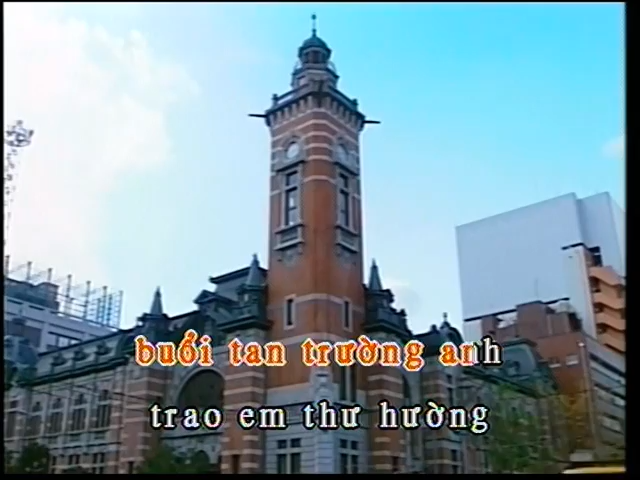 buổi tan trường anh
trao em thư hường